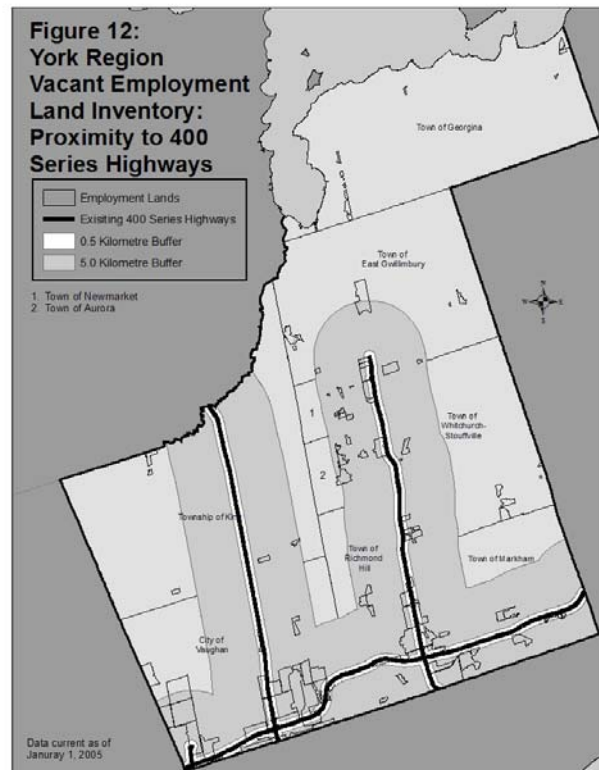 Figure 12:
York Region
Vacant Employment
Land Inventory:
Proximity to 400
Series Highways
Employment Lands
Exisiting 400 Series Highways
0.5 Kilometre Buffer
5.0 Kilometre Buffer
1. Town of Newmarket
2. Town of Aurora
Town of Georgina
Town of
East Gwillimbury
N
W
E
S
1
Town of
Whitchurch-
Stouffville
2
Township of Kin
Town of
Richmond
Hill
Town of Markham
City of
Vaughan
Data current as of
Januray 1, 2005